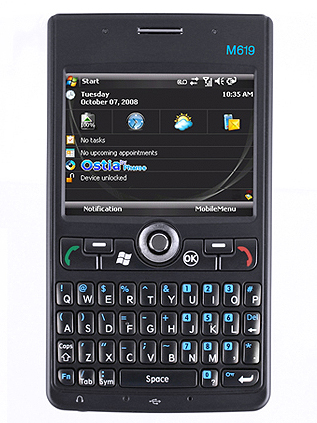 M619
Start
10:35 AM
Tuesday
October 07, 2008
100%
No tasks
No upcoming appointments
Ostia
Device unlocked
Notification MobileMenu
OK
Q W E R T Y U I O P
A S D F G H J K L Del
Caps Z X C V B N M
Fn Tab Sym Space